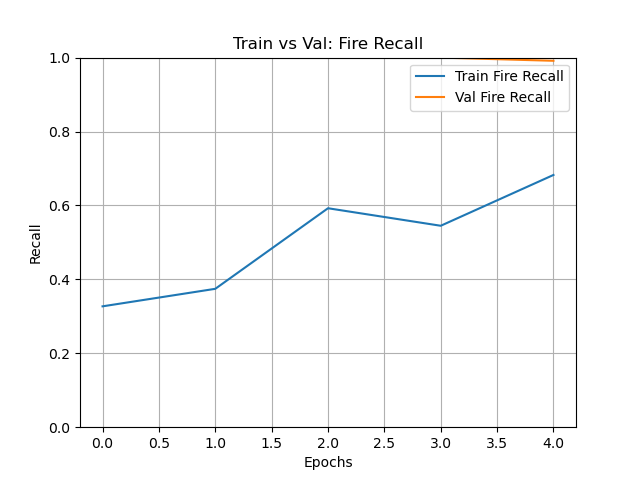 Train vs Val: Fire Recall
1.0
0.8
0.6
0.4
0.2
0.0
Recall
Train Fire Recall
Val Fire Recall
0.0 0.5 1.0 1.5 2.0 2.5 3.0 3.5 4.0
Epochs